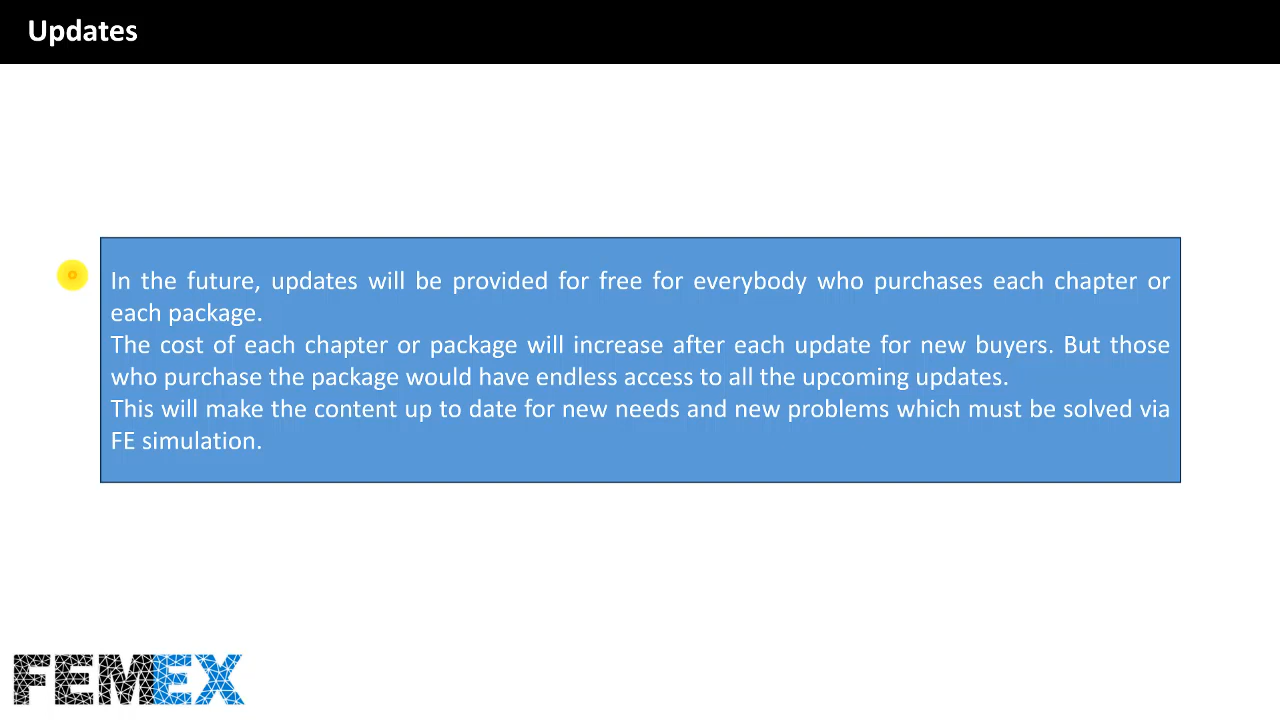 Updates
In the future, updates will be provided for free for everybody who purchases each chapter or
each package.
The cost of each chapter or package will increase after each update for new buyers. But those
who purchase the package would have endless access to all the upcoming updates.
This will make the content up to date for new needs and new problems which must be solved via
FE simulation.
FEMEX